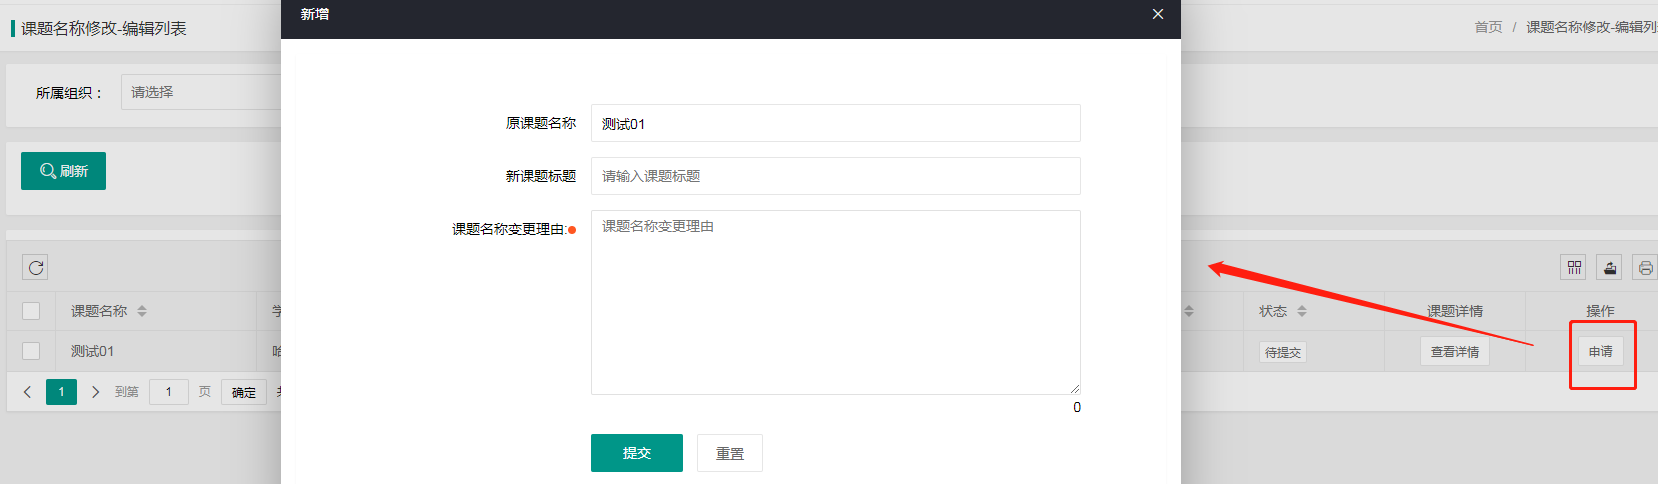 新增
课题名称修改-编辑列表
首页 / 课题名称修改-编辑列
所属组织：
请选择
原课题名称
测试01
新课题标题
请输入课题标题
课题名称变更理由:
课题名称变更理由
刷新
课题名称
状态
课题详情
操作
测试01
待提交
查看详情
申请
1
到第
1
页
确定
0
提交
重置